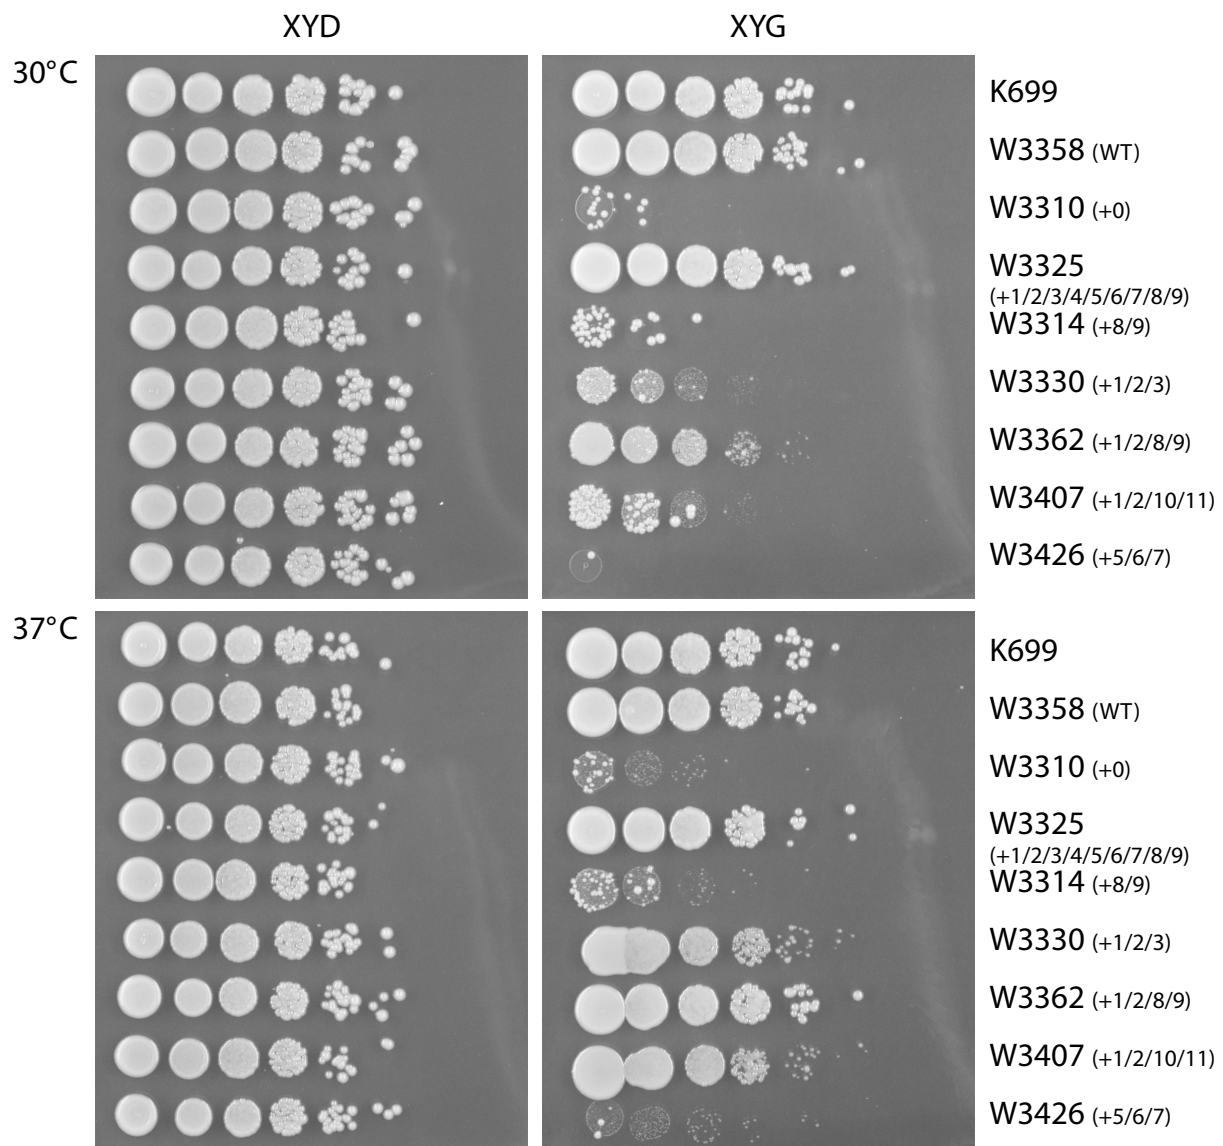 XYD XYG
30°C
K699
W3358 (WT)
W3310 (+0)
W3325
(+1/2/3/4/5/6/7/8/9)
W3314 (+8/9)
W3330 (+1/2/3)
W3362 (+1/2/8/9)
W3407 (+1/2/10/11)
W3426 (+5/6/7)
37°C
K699
W3358 (WT)
W3310 (+0)
W3325
(+1/2/3/4/5/6/7/8/9)
W3314 (+8/9)
W3330 (+1/2/3)
W3362 (+1/2/8/9)
W3407 (+1/2/10/11)
W3426 (+5/6/7)